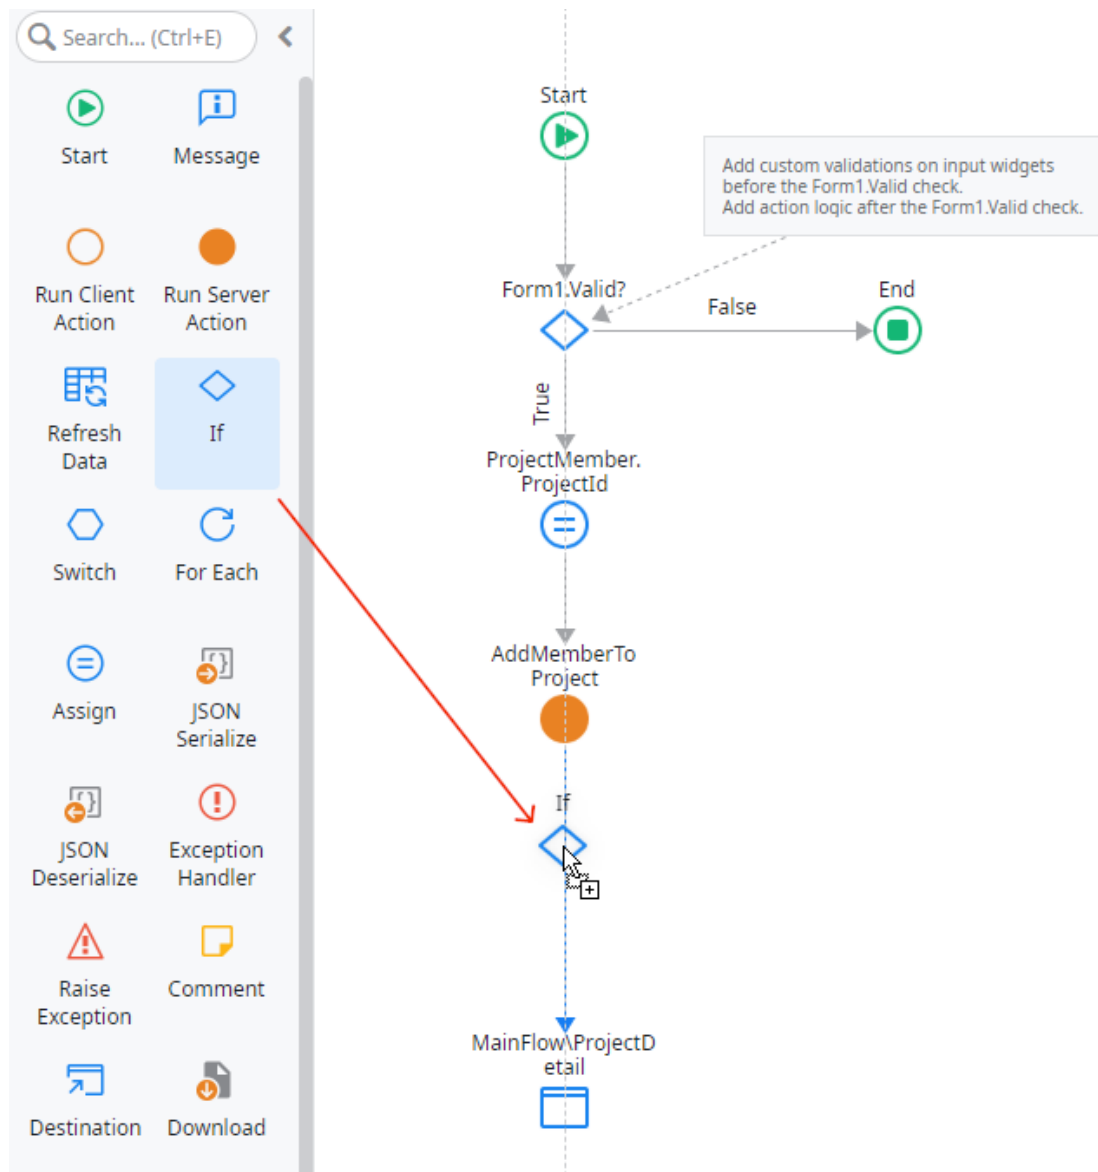 Search... (Ctrl+E)
Start
Message
Run Client
Action
Run Server
Action
Refresh
Data
If
Switch
For Each
Assign
JSON
Serialize
JSON
Deserialize
Exception
Handler
Raise
Exception
Comment
Destination
Download
Start
Add custom validations on input widgets
before the Form1.Valid check.
Add action logic after the Form1.Valid check.
Form1.Valid?
False
End
True
ProjectMember.
ProjectId
AddMemberTo
Project
If
MainFlow\ProjectD
etail